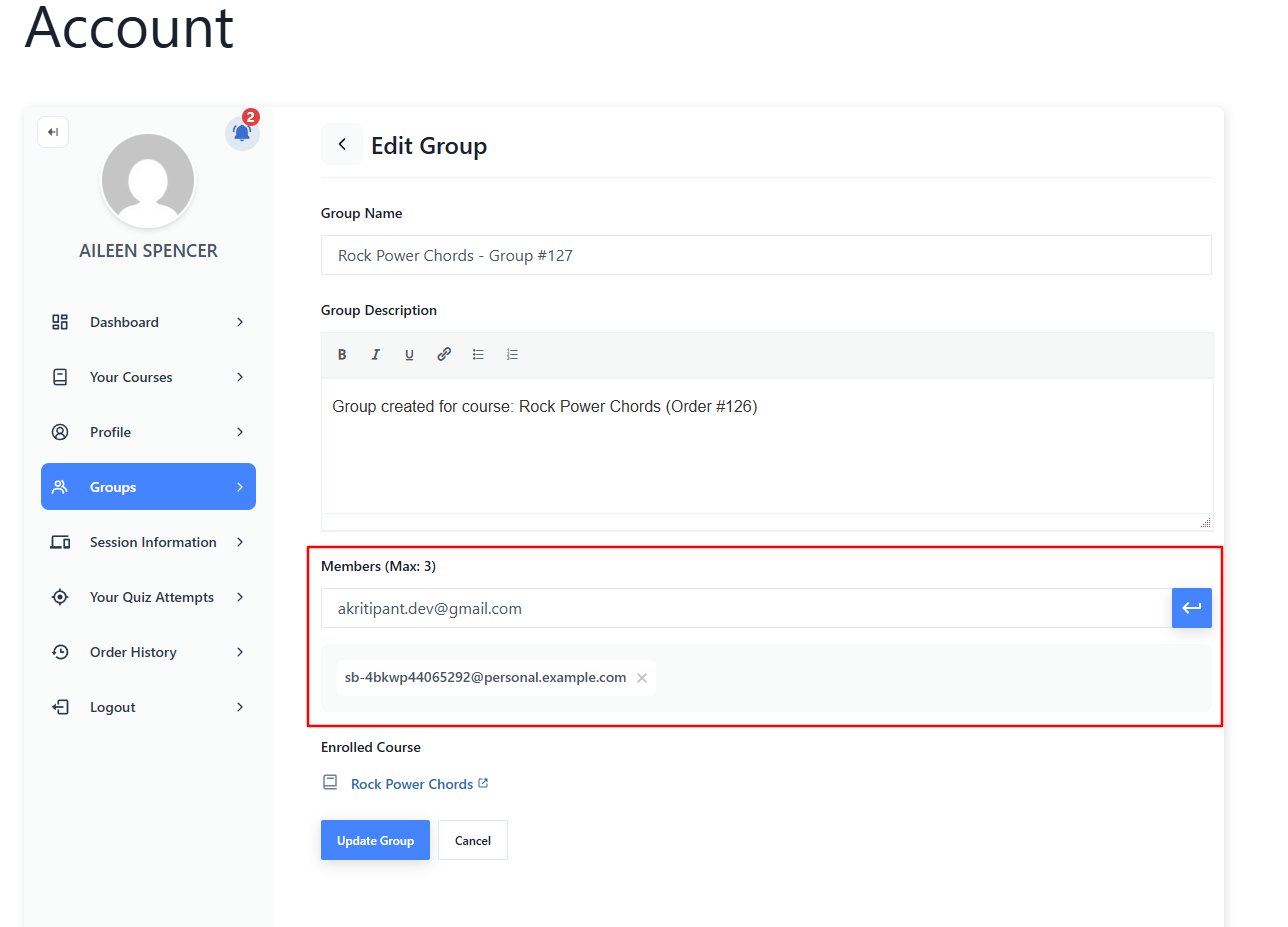 Account
2
AILEEN SPENCER
Dashboard
Your Courses
Profile
Groups
Session Information
Your Quiz Attempts
Order History
Logout
Edit Group
Group Name
Rock Power Chords - Group #127
Group Description
B I U
Group created for course: Rock Power Chords (Order #126)
Members (Max: 3)
akritipant.dev@gmail.com
sb-4bkwp44065292@personal.example.com
Enrolled Course
Rock Power Chords
Update Group Cancel